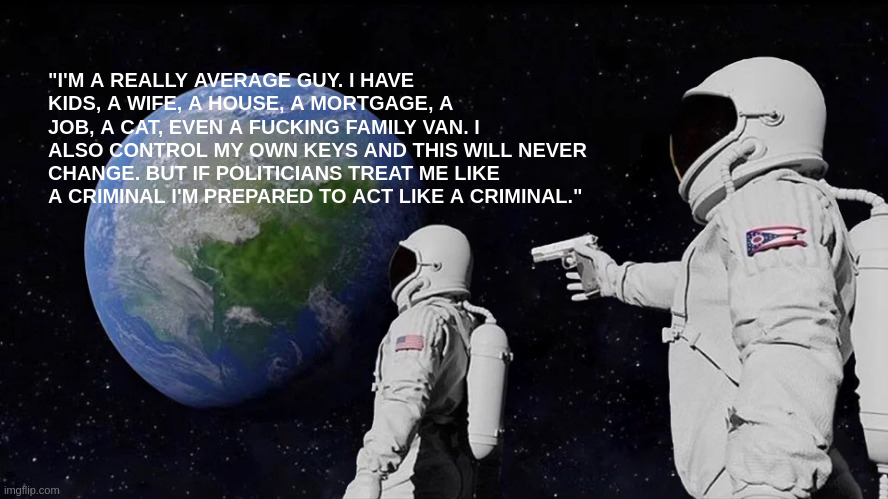 "I'M A REALLY AVERAGE GUY. I HAVE
KIDS, A WIFE, A HOUSE, A MORTGAGE, A
JOB, A CAT, EVEN A FUCKING FAMILY VAN. I
ALSO CONTROL MY OWN KEYS AND THIS WILL NEVER
CHANGE. BUT IF POLITICIANS TREAT ME LIKE
A CRIMINAL I'M PREPARED TO ACT LIKE A CRIMINAL."
imgflip.com